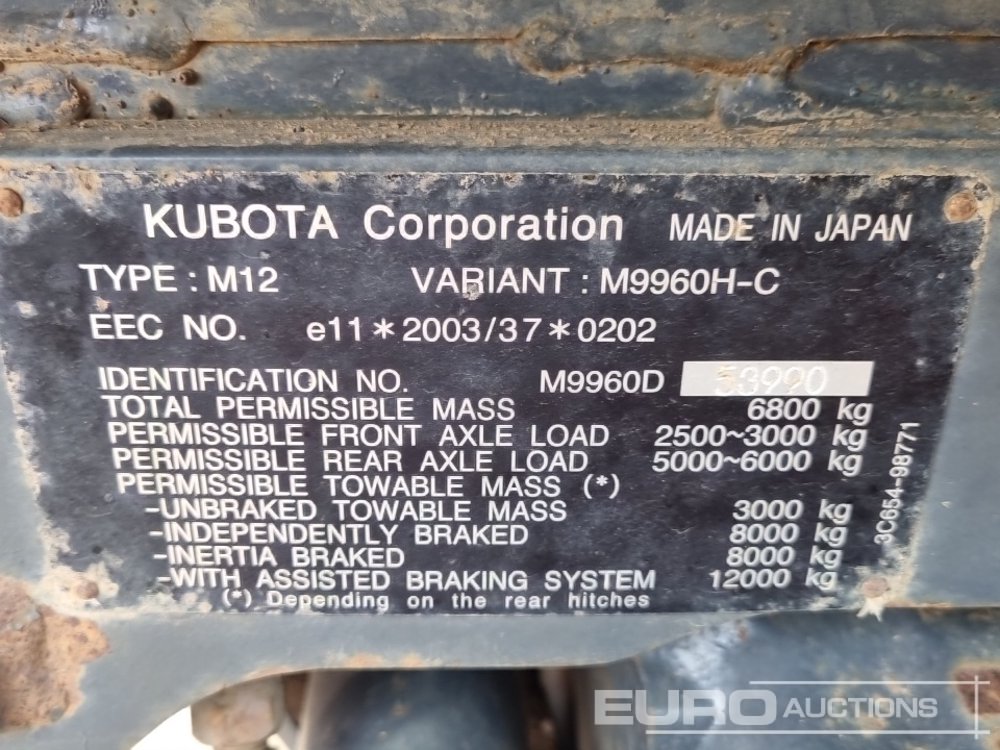 KUBOTA Corporation MADE IN JAPAN
TYPE : M12 VARIANT : M9960H-C
EEC NO. e11*2003/37*0202
IDENTIFICATION NO. M9960D 53990
TOTAL PERMISSIBLE MASS 6800 kg
PERMISSIBLE FRONT AXLE LOAD 2500~3000 kg
PERMISSIBLE REAR AXLE LOAD 5000~6000 kg
PERMISSIBLE TOWABLE MASS (*)
-UNBRAKED TOWABLE MASS 3000 kg
-INDEPENDENTLY BRAKED 8000 kg
-INERTIA BRAKED 8000 kg
-WITH ASSISTED BRAKING SYSTEM 12000 kg
(*) Depending on the rear hitches
3C654-98771
EURO AUCTIONS